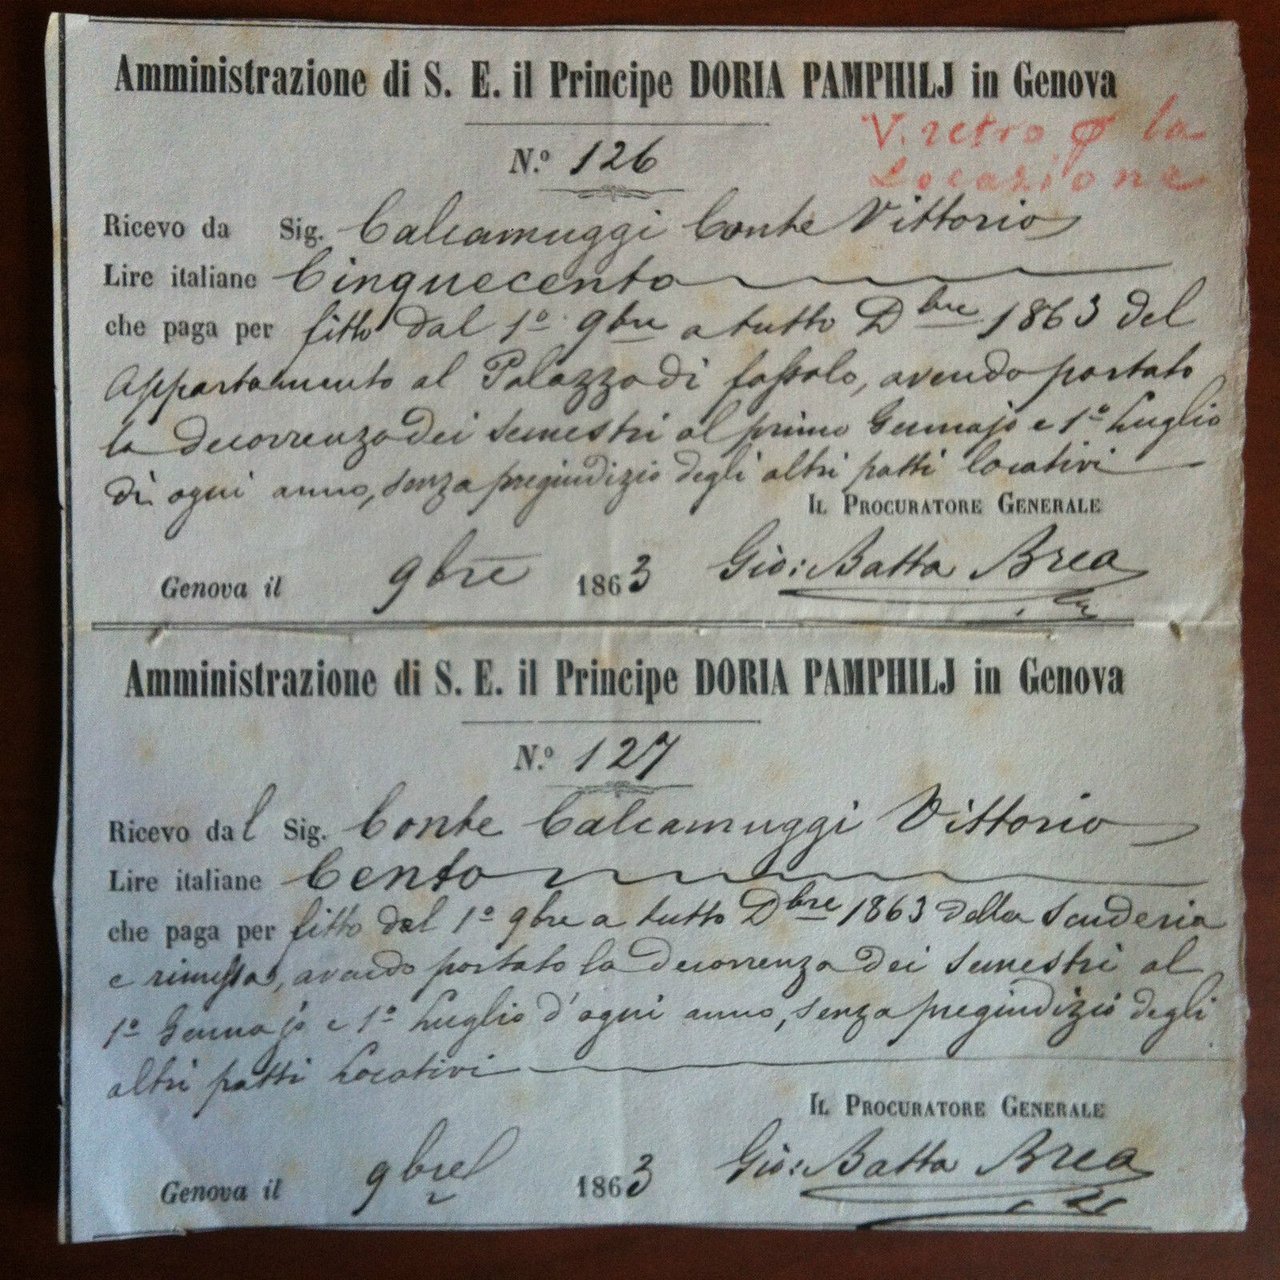 Amministrazione di S. E. il Principe DORIA PAMPHILJ in Genova
V. retro ꝑ la
Locazione
N.º 126
Ricevo da Sig. Calcamuggi Conte Vittorio
Lire italiane Cinquecento
che paga per fitto dal 1º 9bre a tutto Dbre 1863 del
Appartamento al Palazzo di fassolo, avendo portato
la decorrenza dei semestri al primo Gennajo e 1º Luglio
di ogni anno, senza pregiudizio degli altri patti locativi
IL PROCURATORE GENERALE
Genova il 9bre 1863 Gio: Batta Brea
Amministrazione di S. E. il Principe DORIA PAMPHILJ in Genova
N.º 127
Ricevo dal Sig. Conte Calcamuggi Vittorio
Lire italiane Cento
che paga per fitto dal 1º 9bre a tutto Dbre 1863 della Scuderia
e rimessa, avendo portato la decorrenza dei semestri al
1º Gennajo e 1º Luglio d'ogni anno, senza pregiudizio degli
altri patti locativi
IL PROCURATORE GENERALE
Genova il 9bre 1863 Gio: Batta Brea